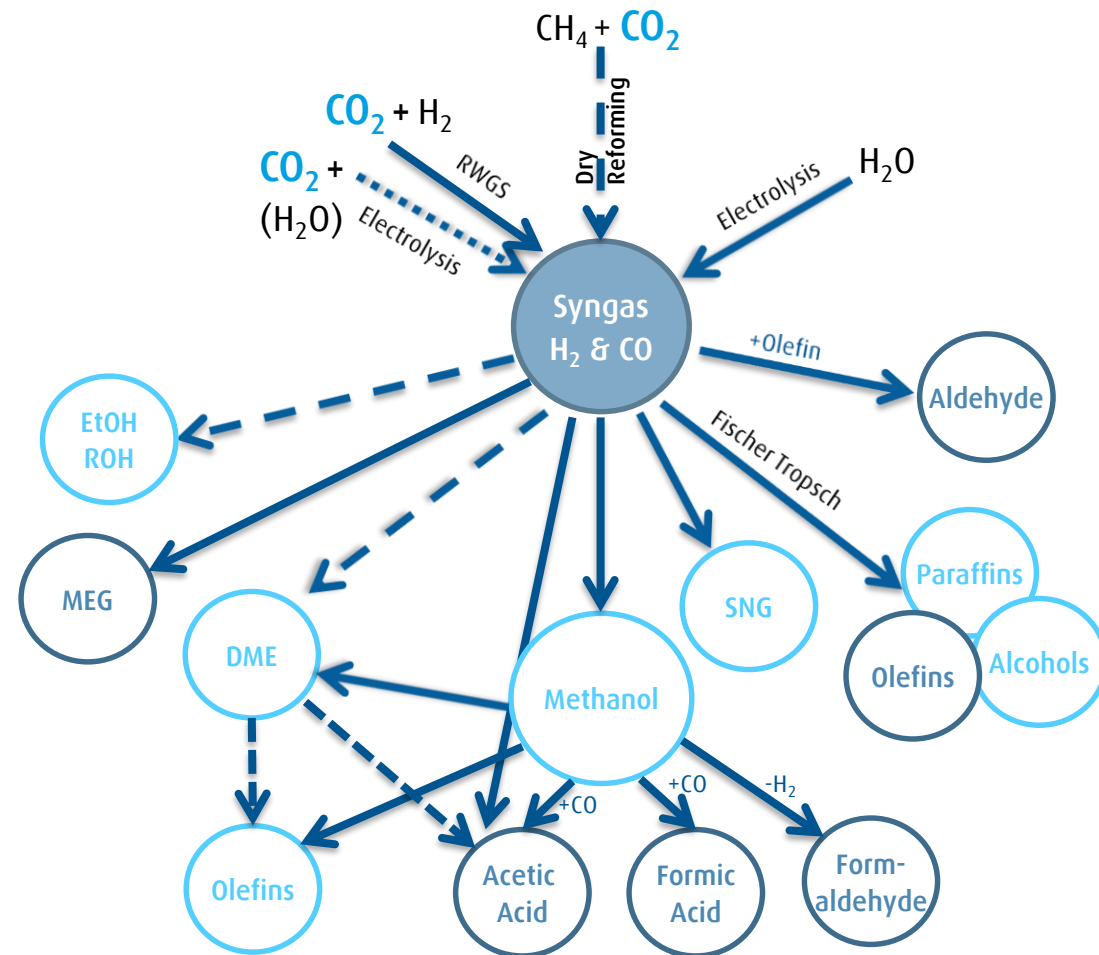 CH₄ + CO₂
Dry
Reforming
CO₂ + H₂
RWGS
CO₂ +
(H₂O)
Electrolysis
H₂O
Electrolysis
Syngas
H₂ & CO
+Olefin
Aldehyde
Fischer Tropsch
EtOH
ROH
MEG
DME
Methanol
SNG
Paraffins
Olefins
Alcohols
+CO
+CO
-H₂
Olefins
Acetic
Acid
Formic
Acid
Form-
aldehyde